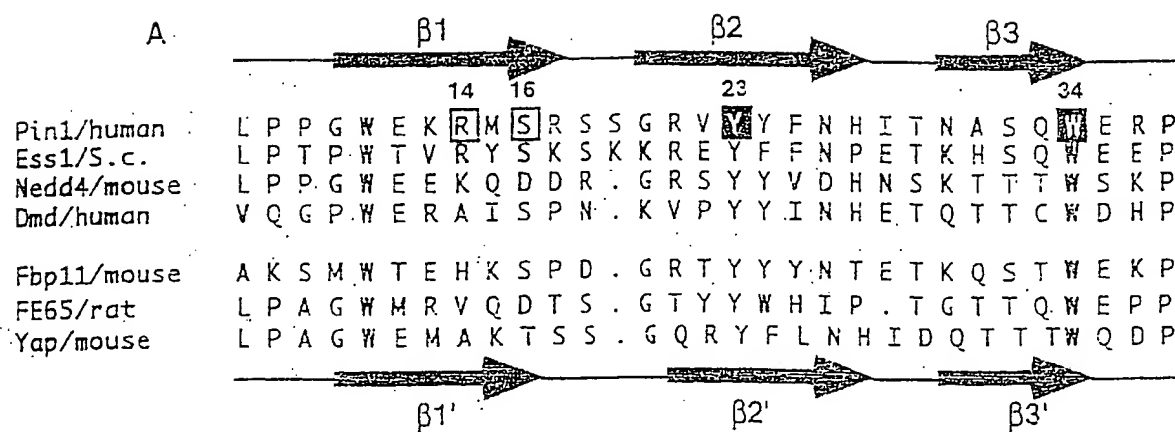 A
β1 β2 β3
14 16 23 34
Pin1/human L P P G W E K R M S R S S G R V Y Y F N H I T N A S Q W E R P
Ess1/S.c. L P T P W T V R Y S K S K K R E Y F F N P E T K H S Q W E E P
Nedd4/mouse L P P G W E E K Q D D R . G R S Y Y V D H N S K T T T W S K P
Dmd/human V Q G P W E R A I S P N . K V P Y Y I N H E T Q T T C W D H P
Fbp11/mouse A K S M W T E H K S P D . G R T Y Y Y N T E T K Q S T W E K P
FE65/rat L P A G W M R V Q D T S . G T Y Y W H I P . T G T T Q W E P P
Yap/mouse L P A G W E M A K T S S . G Q R Y F L N H I D Q T T T W Q D P
β1' β2' β3'